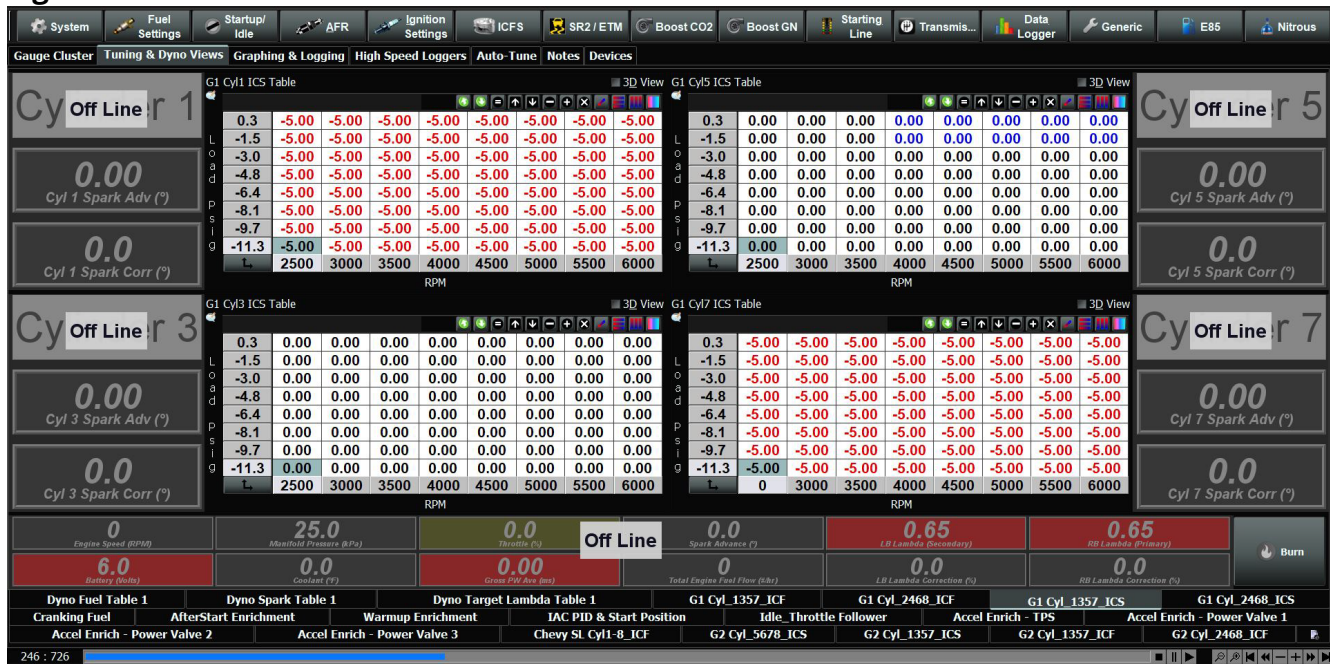 System
Fuel Settings
Startup/ Idle
AFR
Ignition Settings
ICFS
SR2 / ETM
Boost CO2
Boost GN
Starting Line
Transmis...
Data Logger
Generic
E85
Nitrous
Gauge Cluster Tuning & Dyno Views Graphing & Logging High Speed Loggers Auto-Tune Notes Devices
Cy Off Line r 1
0.00
Cyl 1 Spark Adv (°)
0.0
Cyl 1 Spark Corr (°)
G1 Cyl1 ICS Table 3D View
Load Psig
0.3 -5.00 -5.00 -5.00 -5.00 -5.00 -5.00 -5.00 -5.00
-1.5 -5.00 -5.00 -5.00 -5.00 -5.00 -5.00 -5.00 -5.00
-3.0 -5.00 -5.00 -5.00 -5.00 -5.00 -5.00 -5.00 -5.00
-4.8 -5.00 -5.00 -5.00 -5.00 -5.00 -5.00 -5.00 -5.00
-6.4 -5.00 -5.00 -5.00 -5.00 -5.00 -5.00 -5.00 -5.00
-8.1 -5.00 -5.00 -5.00 -5.00 -5.00 -5.00 -5.00 -5.00
-9.7 -5.00 -5.00 -5.00 -5.00 -5.00 -5.00 -5.00 -5.00
-11.3 -5.00 -5.00 -5.00 -5.00 -5.00 -5.00 -5.00 -5.00
2500 3000 3500 4000 4500 5000 5500 6000
RPM
G1 Cyl5 ICS Table 3D View
Load Psig
0.3 0.00 0.00 0.00 0.00 0.00 0.00 0.00 0.00
-1.5 0.00 0.00 0.00 0.00 0.00 0.00 0.00 0.00
-3.0 0.00 0.00 0.00 0.00 0.00 0.00 0.00 0.00
-4.8 0.00 0.00 0.00 0.00 0.00 0.00 0.00 0.00
-6.4 0.00 0.00 0.00 0.00 0.00 0.00 0.00 0.00
-8.1 0.00 0.00 0.00 0.00 0.00 0.00 0.00 0.00
-9.7 0.00 0.00 0.00 0.00 0.00 0.00 0.00 0.00
-11.3 0.00 0.00 0.00 0.00 0.00 0.00 0.00 0.00
2500 3000 3500 4000 4500 5000 5500 6000
RPM
Cy Off Line r 5
0.00
Cyl 5 Spark Adv (°)
0.0
Cyl 5 Spark Corr (°)
Cy Off Line r 3
0.00
Cyl 3 Spark Adv (°)
0.0
Cyl 3 Spark Corr (°)
G1 Cyl3 ICS Table 3D View
Load Psig
0.3 0.00 0.00 0.00 0.00 0.00 0.00 0.00 0.00
-1.5 0.00 0.00 0.00 0.00 0.00 0.00 0.00 0.00
-3.0 0.00 0.00 0.00 0.00 0.00 0.00 0.00 0.00
-4.8 0.00 0.00 0.00 0.00 0.00 0.00 0.00 0.00
-6.4 0.00 0.00 0.00 0.00 0.00 0.00 0.00 0.00
-8.1 0.00 0.00 0.00 0.00 0.00 0.00 0.00 0.00
-9.7 0.00 0.00 0.00 0.00 0.00 0.00 0.00 0.00
-11.3 0.00 0.00 0.00 0.00 0.00 0.00 0.00 0.00
2500 3000 3500 4000 4500 5000 5500 6000
RPM
G1 Cyl7 ICS Table 3D View
Load Psig
0.3 -5.00 -5.00 -5.00 -5.00 -5.00 -5.00 -5.00 -5.00
-1.5 -5.00 -5.00 -5.00 -5.00 -5.00 -5.00 -5.00 -5.00
-3.0 -5.00 -5.00 -5.00 -5.00 -5.00 -5.00 -5.00 -5.00
-4.8 -5.00 -5.00 -5.00 -5.00 -5.00 -5.00 -5.00 -5.00
-6.4 -5.00 -5.00 -5.00 -5.00 -5.00 -5.00 -5.00 -5.00
-8.1 -5.00 -5.00 -5.00 -5.00 -5.00 -5.00 -5.00 -5.00
-9.7 -5.00 -5.00 -5.00 -5.00 -5.00 -5.00 -5.00 -5.00
-11.3 -5.00 -5.00 -5.00 -5.00 -5.00 -5.00 -5.00 -5.00
0 3000 3500 4000 4500 5000 5500 6000
RPM
Cy Off Line r 7
0.00
Cyl 7 Spark Adv (°)
0.0
Cyl 7 Spark Corr (°)
0 25.0 0.0 0.0 0.65 0.65
Engine Speed (RPM) Manifold Pressure (kPa) Throttle (%) Spark Advance (°) LB Lambda (Secondary) RB Lambda (Primary)
Off Line
Burn
6.0 0.0 0.00 0 0.0 0.0
Battery (Volts) Coolant (°F) Gross PW Ave (ms) Total Engine Fuel Flow (#/hr) LB Lambda Correction (%) RB Lambda Correction (%)
Dyno Fuel Table 1 Dyno Spark Table 1 Dyno Target Lambda Table 1 G1 Cyl_1357_ICF G1 Cyl_2468_ICF G1 Cyl_1357_ICS G1 Cyl_2468_ICS
Cranking Fuel AfterStart Enrichment Warmup Enrichment IAC PID & Start Position Idle_Throttle Follower Accel Enrich - TPS Accel Enrich - Power Valve 1
Accel Enrich - Power Valve 2 Accel Enrich - Power Valve 3 Chevy SL Cyl1-8_ICF G2 Cyl_5678_ICS G2 Cyl_1357_ICS G2 Cyl_1357_ICF G2 Cyl_2468_ICF
246 : 726